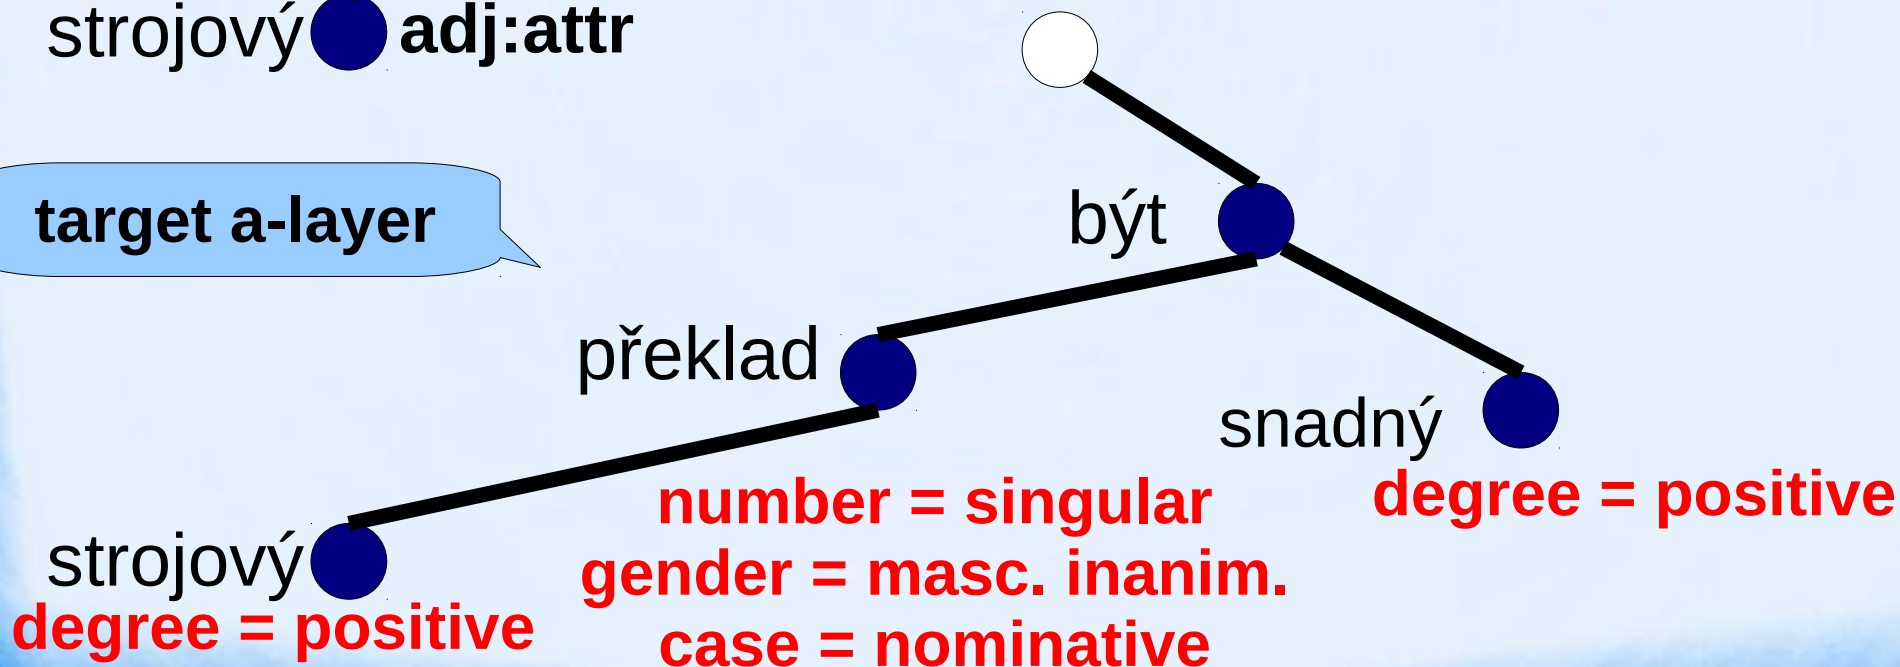 strojový adj:attr
target a-layer
být
překlad
snadný
degree = positive
number = singular
gender = masc. inanim.
case = nominative
strojový
degree = positive